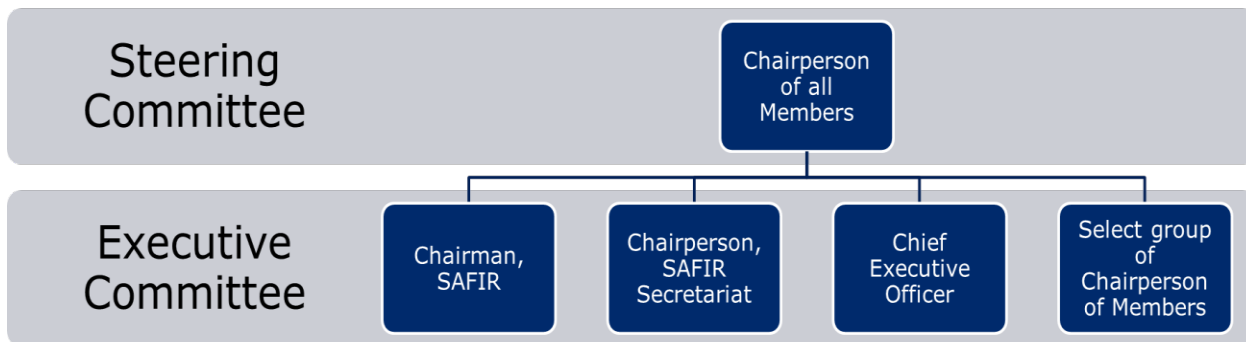 Steering
Committee
Chairperson
of all
Members
Executive
Committee
Chairman,
SAFIR
Chairperson,
SAFIR
Secretariat
Chief
Executive
Officer
Select group
of
Chairperson
of Members